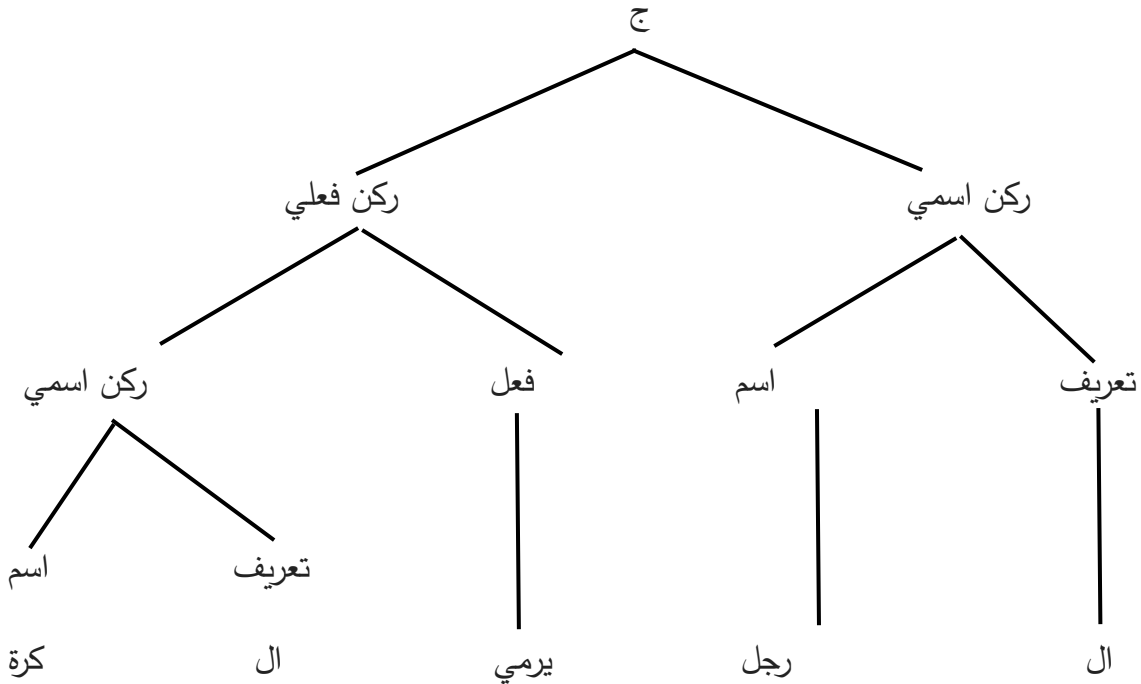 ج
ركن اسمي ركن فعلي
تعريف اسم فعل ركن اسمي
تعريف اسم
ال رجل يرمي ال كرة